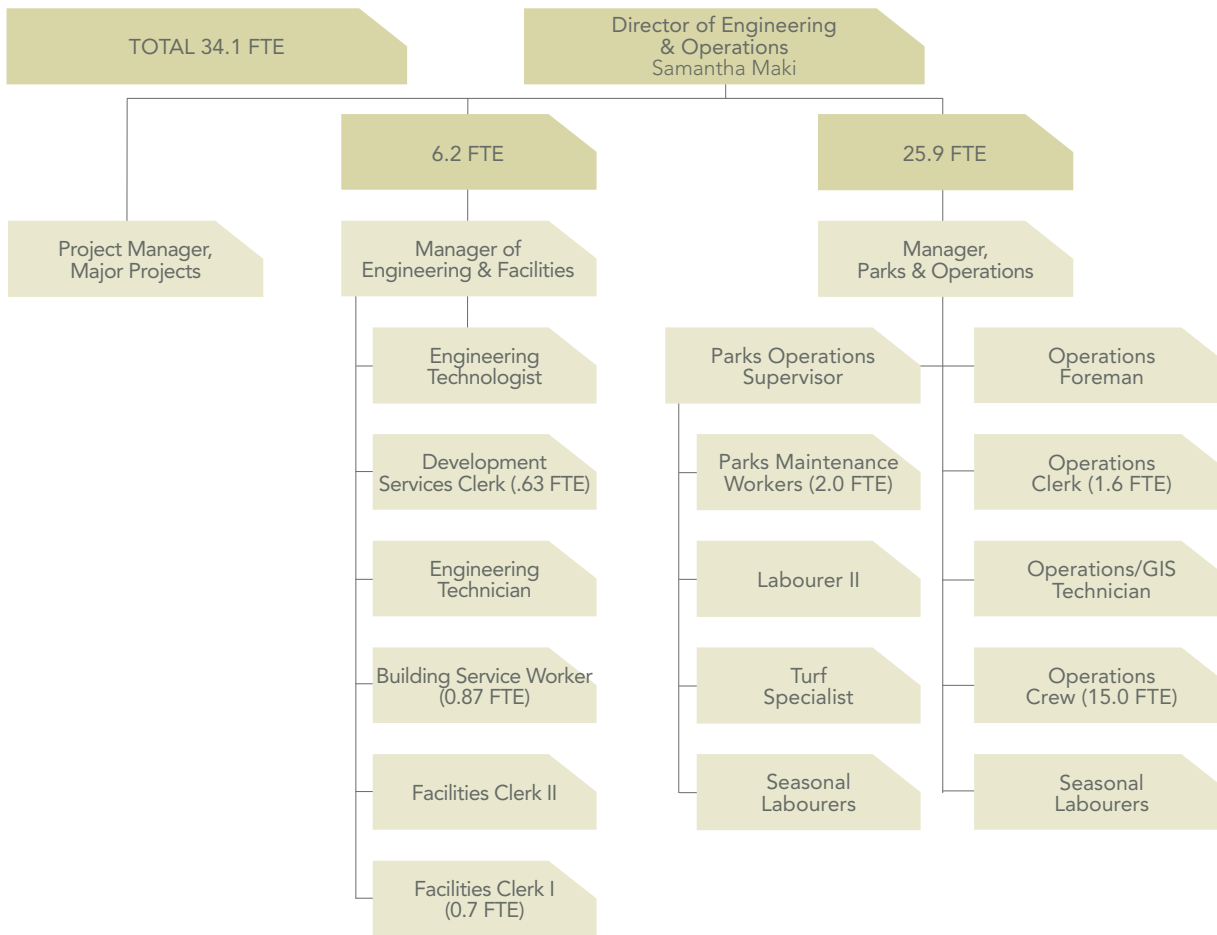 TOTAL 34.1 FTE
Director of Engineering
& Operations
Samantha Maki
6.2 FTE
25.9 FTE
Project Manager,
Major Projects
Manager of
Engineering & Facilities
Manager,
Parks & Operations
Engineering
Technologist
Development
Services Clerk (.63 FTE)
Engineering
Technician
Building Service Worker
(0.87 FTE)
Facilities Clerk II
Facilities Clerk I
(0.7 FTE)
Parks Operations
Supervisor
Parks Maintenance
Workers (2.0 FTE)
Labourer II
Turf
Specialist
Seasonal
Labourers
Operations
Foreman
Operations
Clerk (1.6 FTE)
Operations/GIS
Technician
Operations
Crew (15.0 FTE)
Seasonal
Labourers